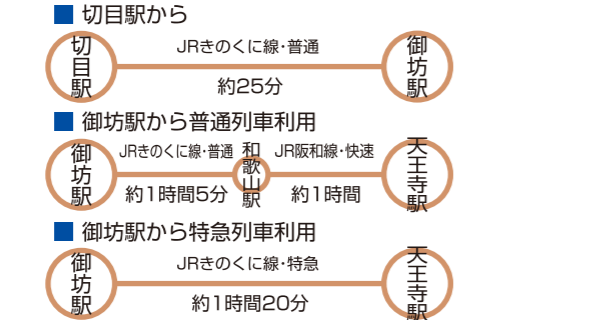 切目駅から
切目駅
JRきのくに線・普通
約25分
御坊駅
御坊駅から普通列車利用
御坊駅
JRきのくに線・普通
約1時間5分
和歌山駅
JR阪和線・快速
約1時間
天王寺駅
御坊駅から特急列車利用
御坊駅
JRきのくに線・特急
約1時間20分
天王寺駅